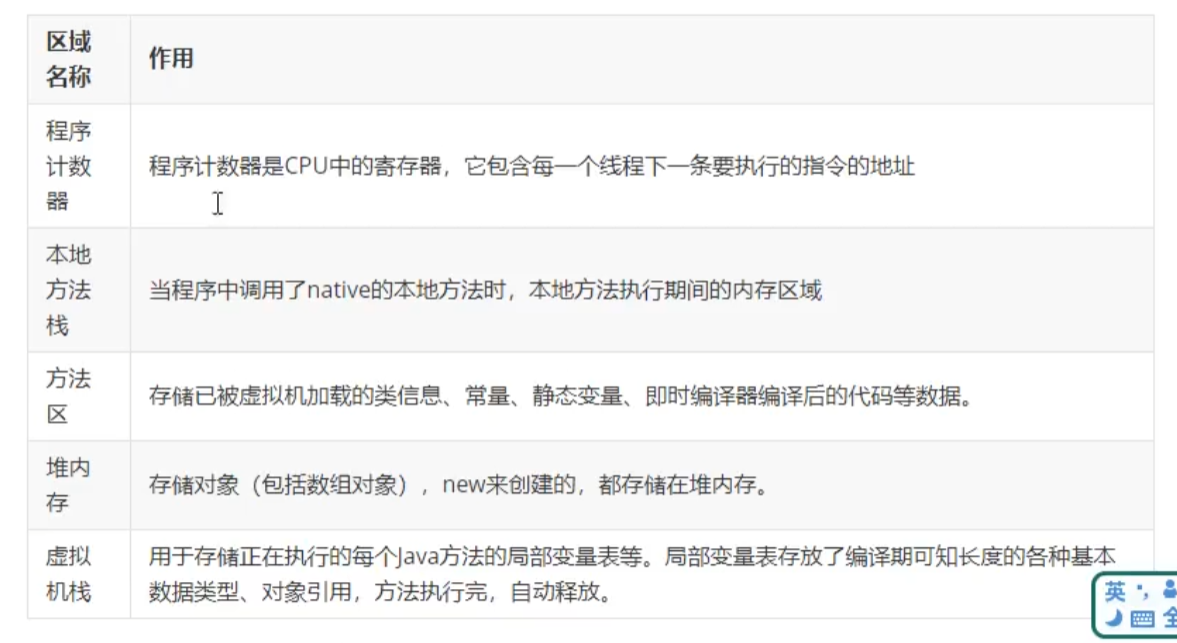 区域
名称
作用
程序
计数
器
程序计数器是CPU中的寄存器，它包含每一个线程下一条要执行的指令的地址
本地
方法
栈
当程序中调用了native的本地方法时，本地方法执行期间的内存区域
方法
区
存储已被虚拟机加载的类信息、常量、静态变量、即时编译器编译后的代码等数据。
堆内
存
存储对象（包括数组对象），new来创建的，都存储在堆内存。
虚拟
机栈
用于存储正在执行的每个Java方法的局部变量表等。局部变量表存放了编译期可知长度的各种基本
数据类型、对象引用，方法执行完，自动释放。
英
全